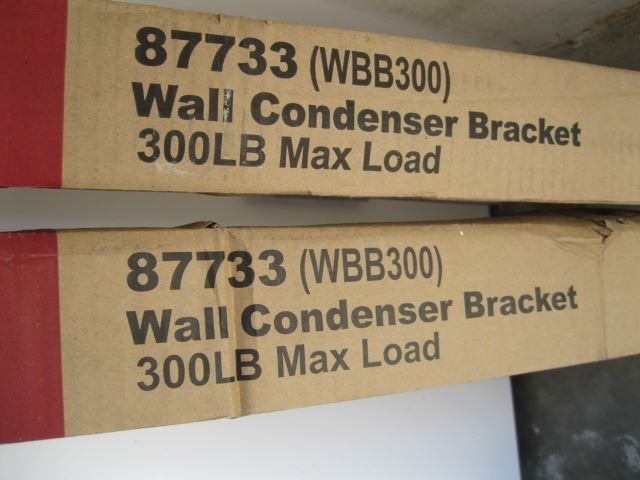 87733 (WBB300)
Wall Condenser Bracket
300LB Max Load
87733 (WBB300)
Wall Condenser Bracket
300LB Max Load